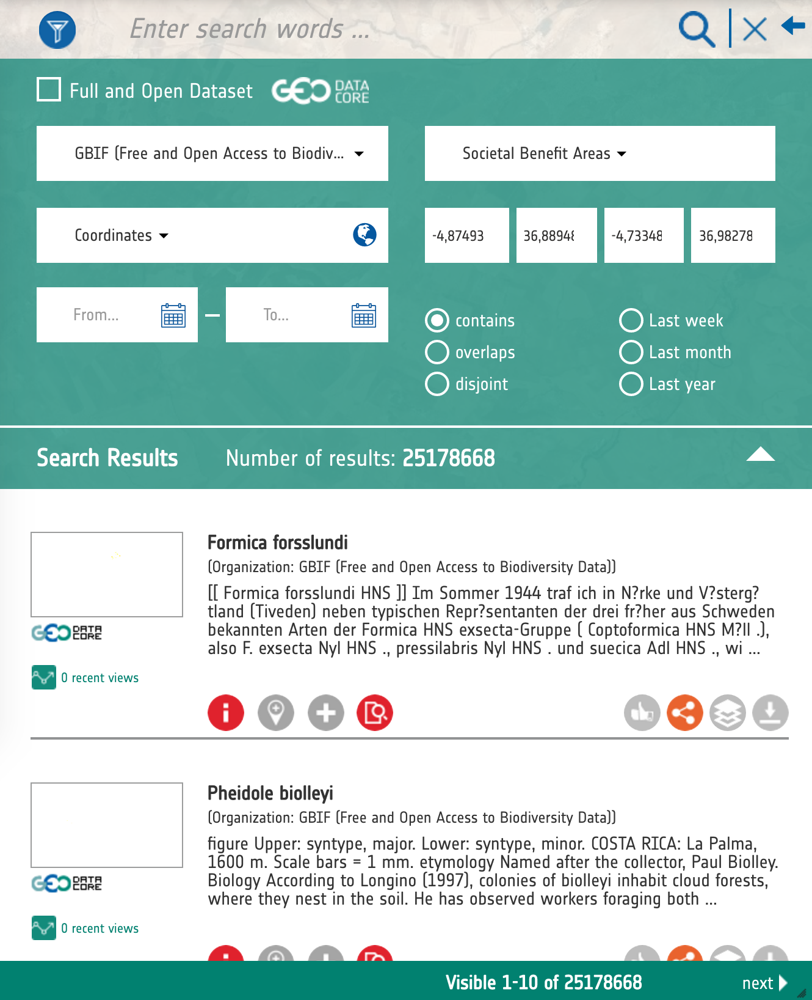 Enter search words ...
Full and Open Dataset GEO DATA CORE
GBIF (Free and Open Access to Biodiv...
Societal Benefit Areas
Coordinates
-4,87493
36,88948
-4,73348
36,98278
From...
To...
contains
Last week
overlaps
Last month
disjoint
Last year
Search Results
Number of results: 25178668
Formica forsslundi
(Organization: GBIF (Free and Open Access to Biodiversity Data))
[[ Formica forsslundi HNS ]] Im Sommer 1944 traf ich in N?rke und V?sterg?
tland (Tiveden) neben typischen Repr?sentanten der drei fr?her aus Schweden
bekannten Arten der Formica HNS exsecta-Gruppe ( Coptoformica HNS M?ll .),
also F. exsecta Nyl HNS ., pressilabris Nyl HNS . und suecica Adl HNS ., wi ...
GEO DATA CORE
0 recent views
Pheidole biolleyi
(Organization: GBIF (Free and Open Access to Biodiversity Data))
figure Upper: syntype, major. Lower: syntype, minor. COSTA RICA: La Palma,
1600 m. Scale bars = 1 mm. etymology Named after the collector, Paul Biolley.
Biology According to Longino (1997), colonies of biolleyi inhabit cloud forests,
where they nest in the soil. He has observed workers foraging both ...
GEO DATA CORE
0 recent views
Visible 1-10 of 25178668
next